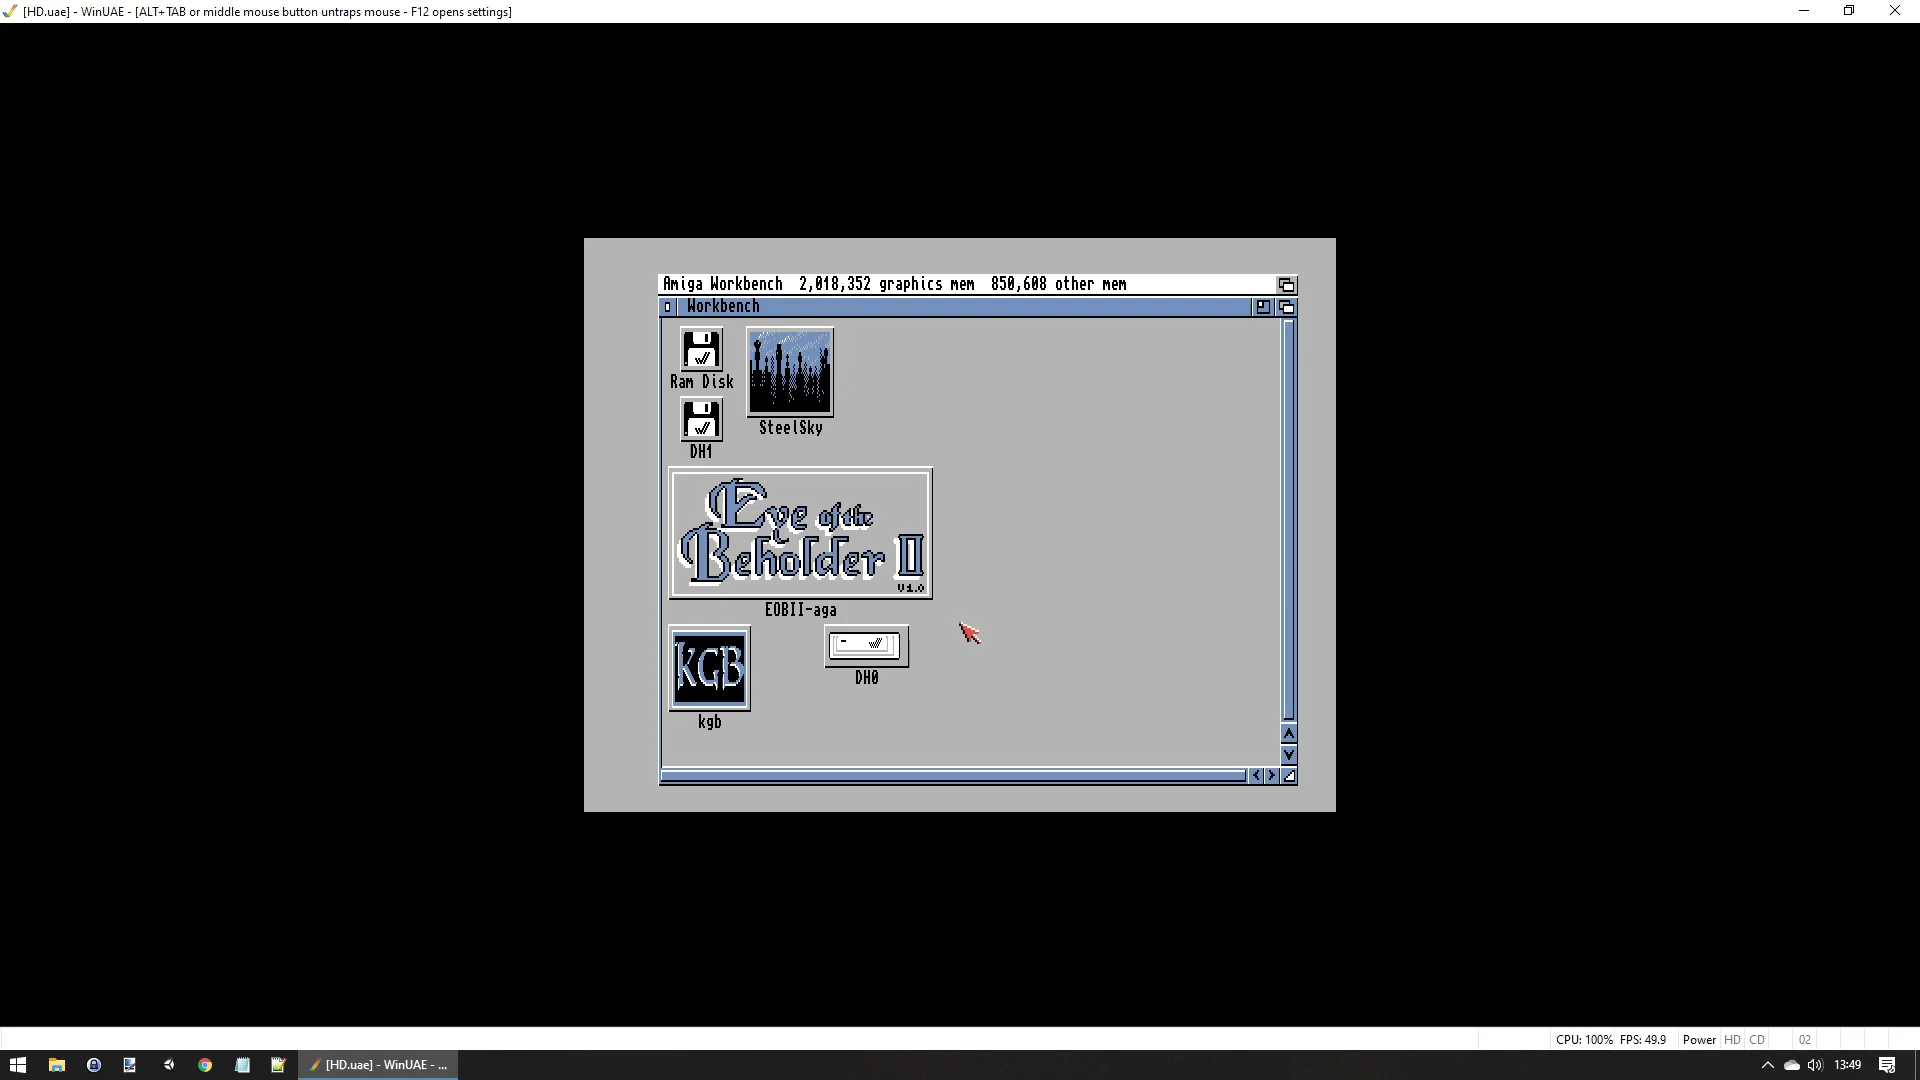 [HD.uae] - WinUAE - [ALT+TAB or middle mouse button untraps mouse - F12 opens settings]
Amiga Workbench 2,018,352 graphics mem 850,608 other mem
Workbench
Ram Disk
SteelSky
DH1
Eye of the
Beholder II
V1.0
EOBII-aga
KGB
DH0
kgb
CPU: 100% FPS: 49.9 Power HD CD 02
[HD.uae] - WinUAE - ... 13:49